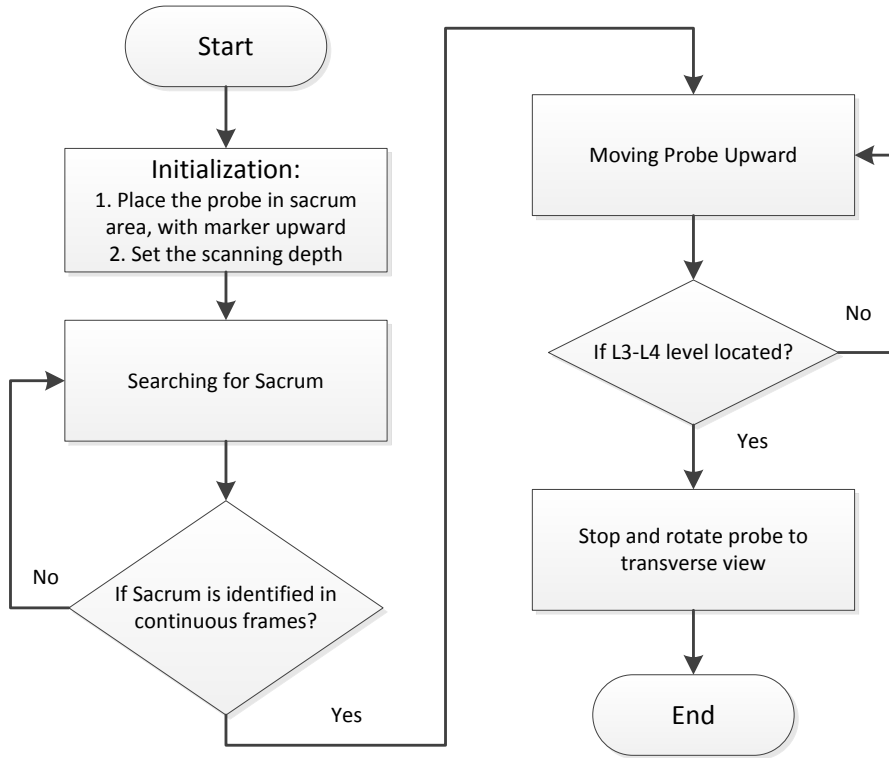 Start
Initialization:
1. Place the probe in sacrum
area, with marker upward
2. Set the scanning depth
Searching for Sacrum
No
If Sacrum is identified in
continuous frames?
Yes
Moving Probe Upward
No
If L3-L4 level located?
Yes
Stop and rotate probe to
transverse view
End